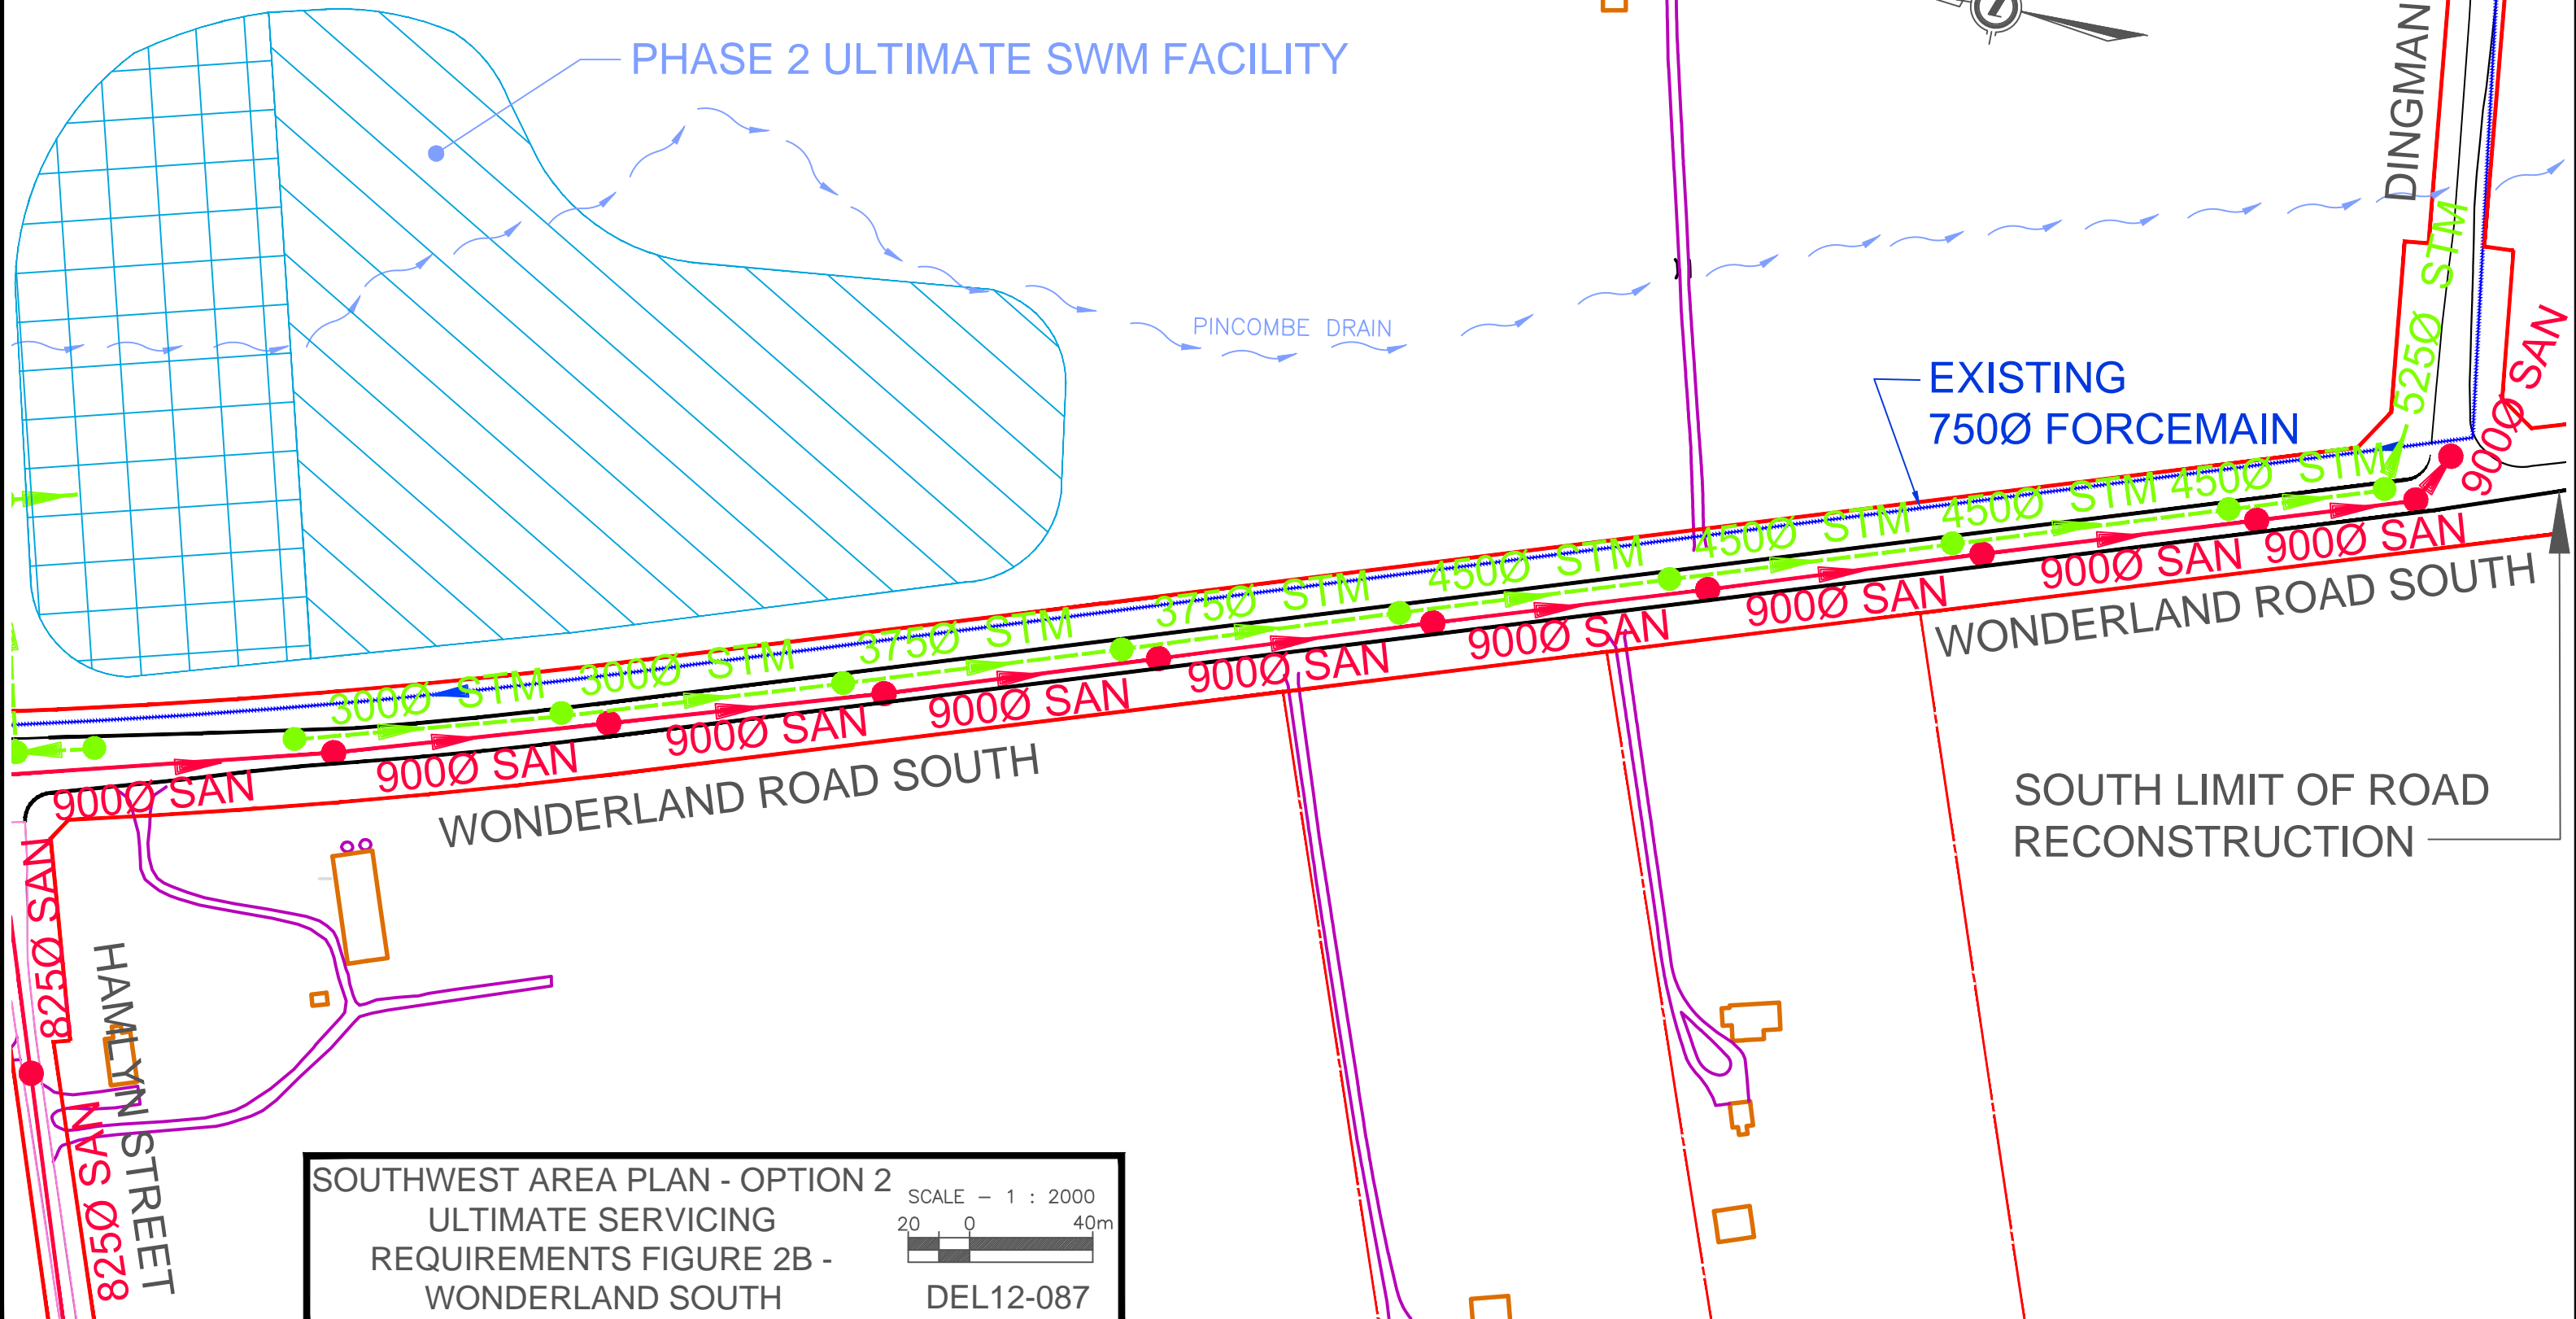 PHASE 2 ULTIMATE SWM FACILITY
DINGMAN
PINCOMBE DRAIN
EXISTING
750Ø FORCEMAIN
525Ø STM
900Ø SAN
300Ø STM
300Ø STM
375Ø STM
375Ø STM
450Ø STM
450Ø STM
450Ø STM
450Ø STM
900Ø SAN
900Ø SAN
900Ø SAN
900Ø SAN
900Ø SAN
900Ø SAN
900Ø SAN
900Ø SAN
900Ø SAN
WONDERLAND ROAD SOUTH
WONDERLAND ROAD SOUTH
SOUTH LIMIT OF ROAD
RECONSTRUCTION
825Ø SAN
825Ø SAN
HAMLYN STREET
SOUTHWEST AREA PLAN - OPTION 2
ULTIMATE SERVICING
REQUIREMENTS FIGURE 2B -
WONDERLAND SOUTH
SCALE - 1 : 2000
20 0 40m
DEL12-087